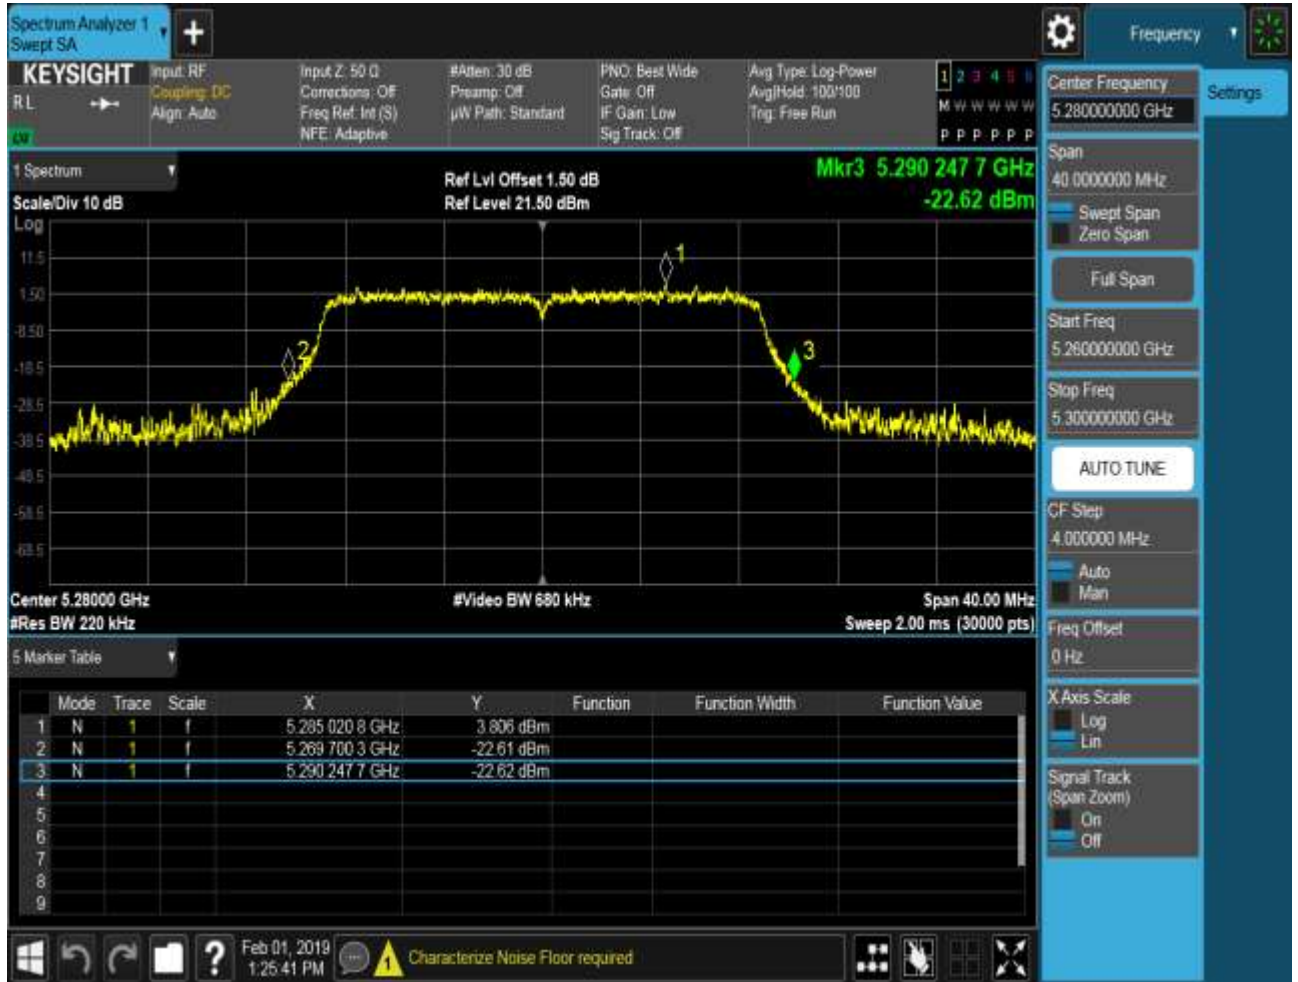 Spectrum Analyzer 1
Swept SA
+
Frequency
KEYSIGHT
RL
Input: RF
Coupling: DC
Align: Auto
Input Z: 50 Ω
Corrections: Off
Freq Ref: Int (S)
NFE: Adaptive
#Atten: 30 dB
Preamp: Off
µW Path: Standard
PNO: Best Wide
Gate: Off
IF Gain: Low
Sig Track: Off
Avg Type: Log-Power
Avg|Hold: 100/100
Trig: Free Run
1 2 3 4 5 6
M W W W W W
P P P P P P
1 Spectrum
Scale/Div 10 dB
Ref Lvl Offset 1.50 dB
Ref Level 21.50 dBm
Mkr3 5.290 247 7 GHz
-22.62 dBm
Log
11.5
1.50
-8.50
-18.5
-28.5
-38.5
-48.5
-58.5
-68.5
1
2
3
Center 5.28000 GHz
#Video BW 680 kHz
Span 40.00 MHz
#Res BW 220 kHz
Sweep 2.00 ms (30000 pts)
5 Marker Table
Mode Trace Scale X Y Function Function Width Function Value
1 N 1 f 5.285 020 8 GHz 3.806 dBm
2 N 1 f 5.269 700 3 GHz -22.61 dBm
3 N 1 f 5.290 247 7 GHz -22.62 dBm
4
5
6
7
8
9
Center Frequency
5.280000000 GHz
Settings
Span
40.0000000 MHz
Swept Span
Zero Span
Full Span
Start Freq
5.260000000 GHz
Stop Freq
5.300000000 GHz
AUTO TUNE
CF Step
4.000000 MHz
Auto
Man
Freq Offset
0 Hz
X Axis Scale
Log
Lin
Signal Track
(Span Zoom)
On
Off
?
Feb 01, 2019
1:25:41 PM
1
Characterize Noise Floor required